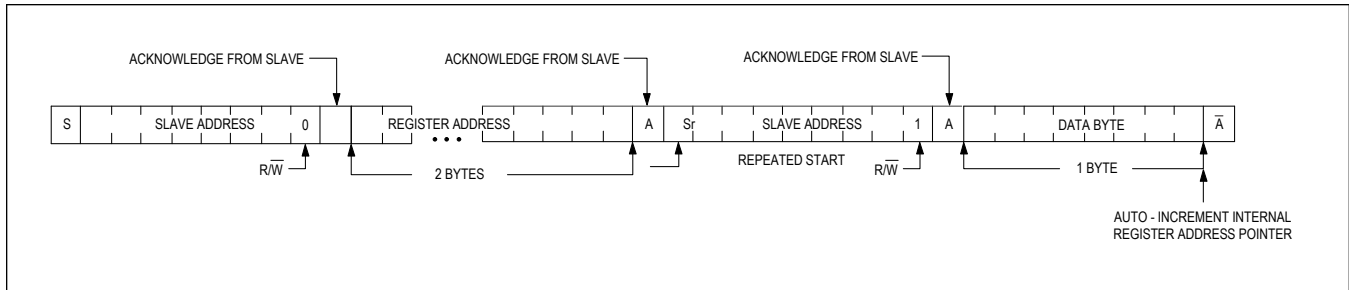 ACKNOWLEDGE FROM SLAVE
ACKNOWLEDGE FROM SLAVE
ACKNOWLEDGE FROM SLAVE
S SLAVE ADDRESS 0 REGISTER ADDRESS • • • A Sr SLAVE ADDRESS 1 A DATA BYTE A̅
R/W̅
2 BYTES
REPEATED START
R/W̅
1 BYTE
AUTO - INCREMENT INTERNAL
REGISTER ADDRESS POINTER